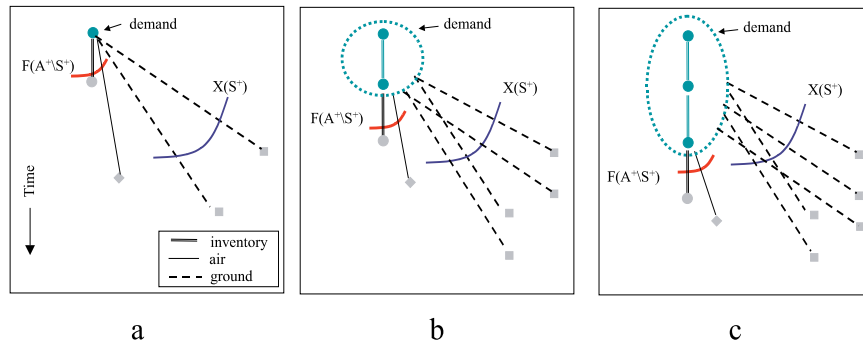 demand
F(A⁺\S⁺)
X(S⁺)
Time
inventory
air
ground
a
demand
F(A⁺\S⁺)
X(S⁺)
b
demand
X(S⁺)
F(A⁺\S⁺)
c